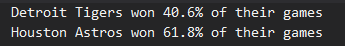 Detroit Tigers won 40.6% of their games
Houston Astros won 61.8% of their games